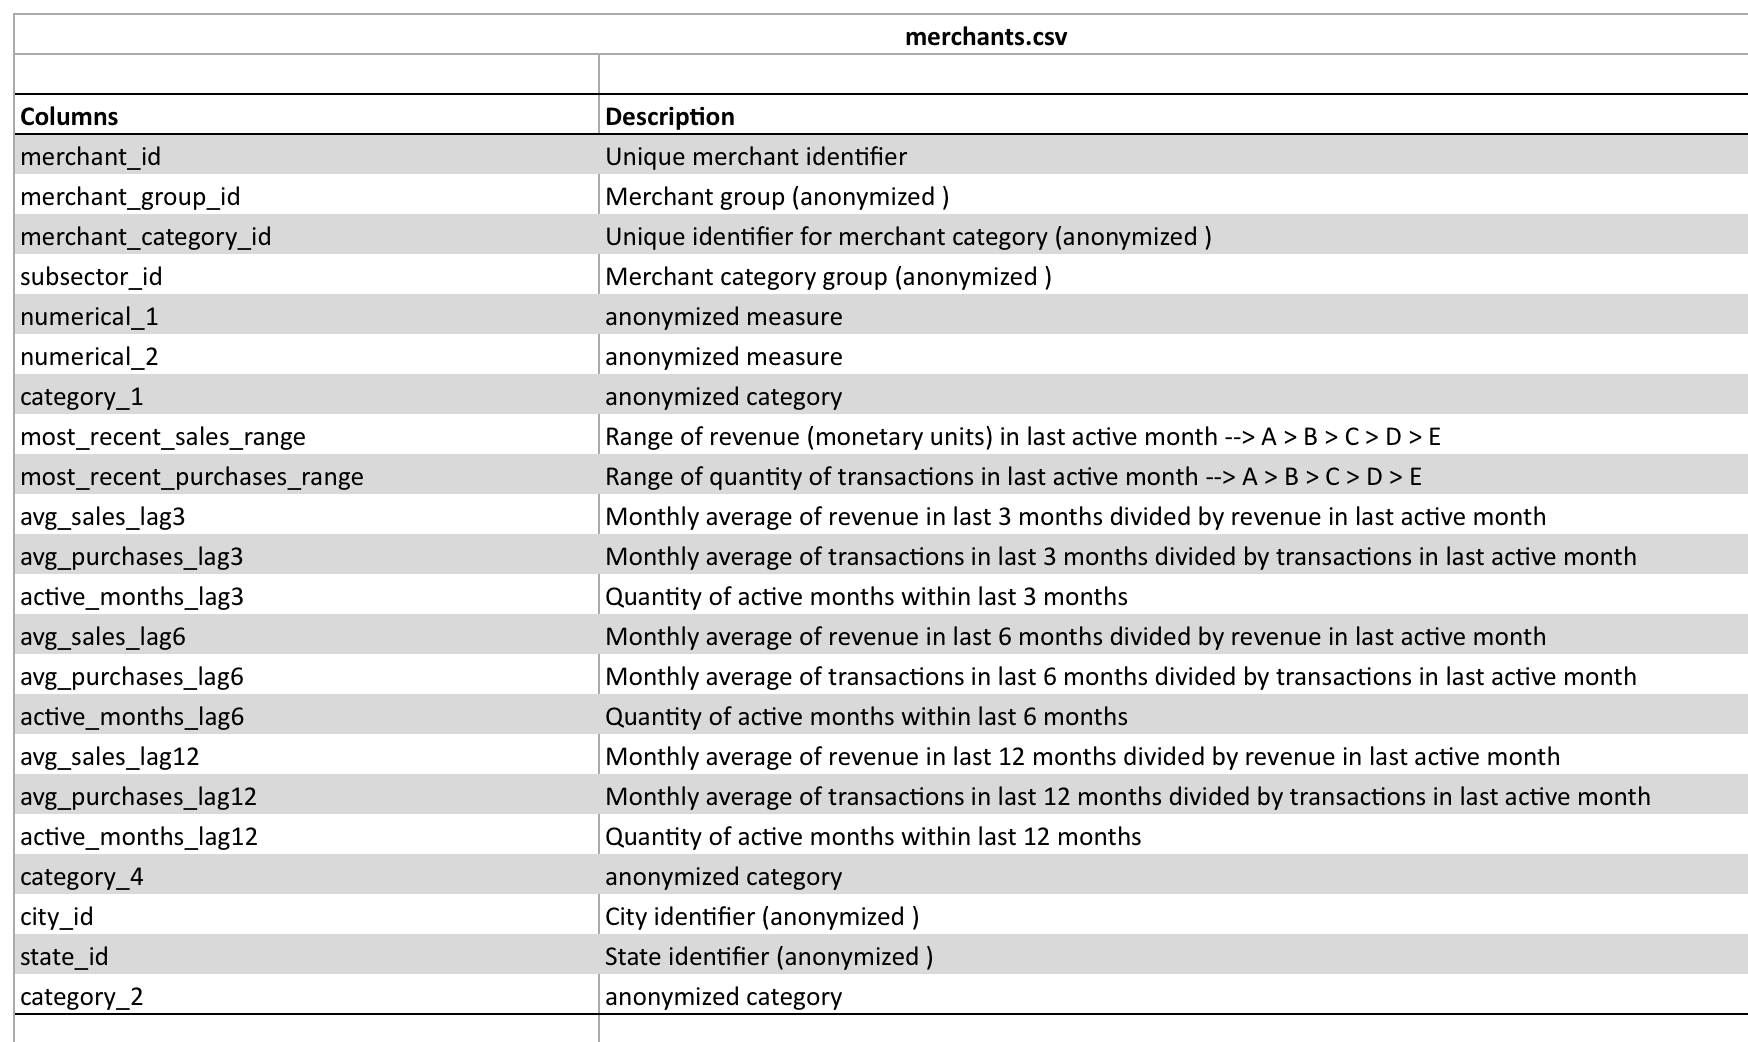 merchants.csv
Columns Description
merchant_id Unique merchant identifier
merchant_group_id Merchant group (anonymized )
merchant_category_id Unique identifier for merchant category (anonymized )
subsector_id Merchant category group (anonymized )
numerical_1 anonymized measure
numerical_2 anonymized measure
category_1 anonymized category
most_recent_sales_range Range of revenue (monetary units) in last active month --> A > B > C > D > E
most_recent_purchases_range Range of quantity of transactions in last active month --> A > B > C > D > E
avg_sales_lag3 Monthly average of revenue in last 3 months divided by revenue in last active month
avg_purchases_lag3 Monthly average of transactions in last 3 months divided by transactions in last active month
active_months_lag3 Quantity of active months within last 3 months
avg_sales_lag6 Monthly average of revenue in last 6 months divided by revenue in last active month
avg_purchases_lag6 Monthly average of transactions in last 6 months divided by transactions in last active month
active_months_lag6 Quantity of active months within last 6 months
avg_sales_lag12 Monthly average of revenue in last 12 months divided by revenue in last active month
avg_purchases_lag12 Monthly average of transactions in last 12 months divided by transactions in last active month
active_months_lag12 Quantity of active months within last 12 months
category_4 anonymized category
city_id City identifier (anonymized )
state_id State identifier (anonymized )
category_2 anonymized category